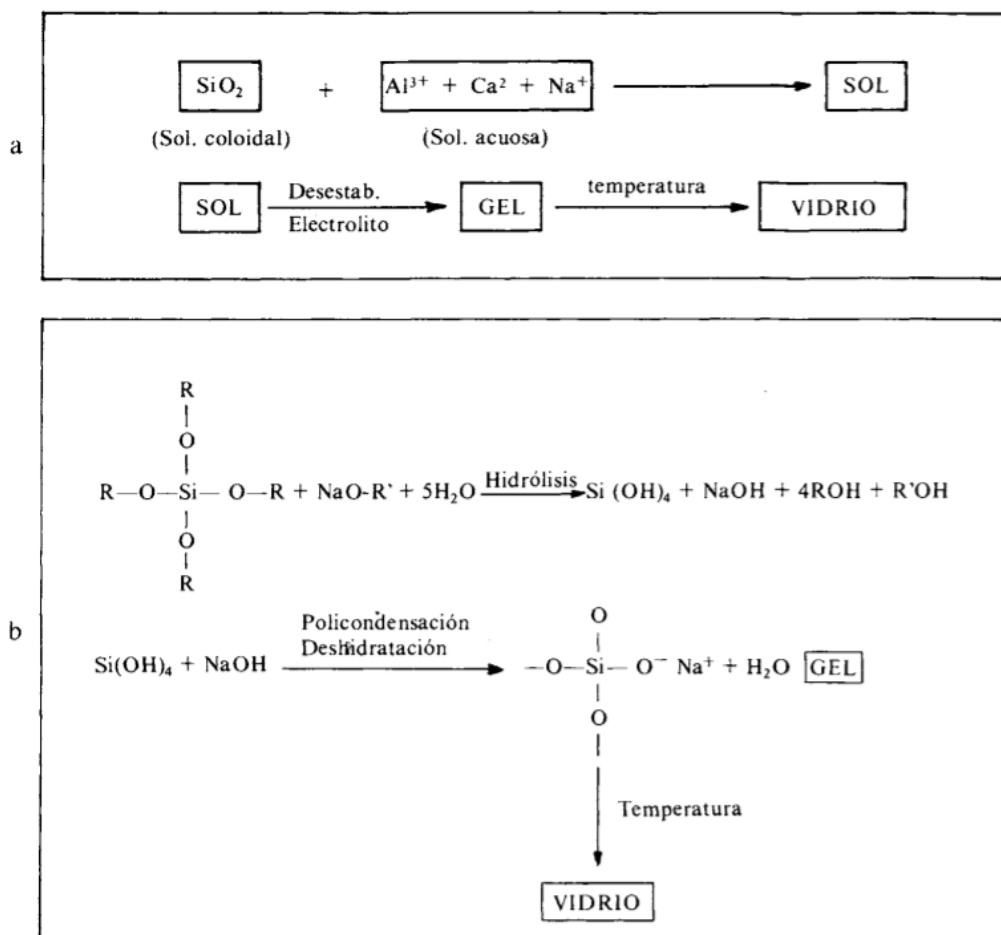 a
SiO₂ + Al³⁺ + Ca² + Na⁺ SOL
(Sol. coloidal) (Sol. acuosa)
SOL Desestab. Electrolito GEL temperatura VIDRIO
b
R
|
O
|
R—O—Si— O—R + NaO-R` + 5H₂O Hidrólisis Si (OH)₄ + NaOH + 4ROH + R`OH
|
O
|
R
Policondensación
Deshidratación
Si(OH)₄ + NaOH
O
|
—O—Si— O⁻ Na⁺ + H₂O GEL
|
O
|
Temperatura
VIDRIO